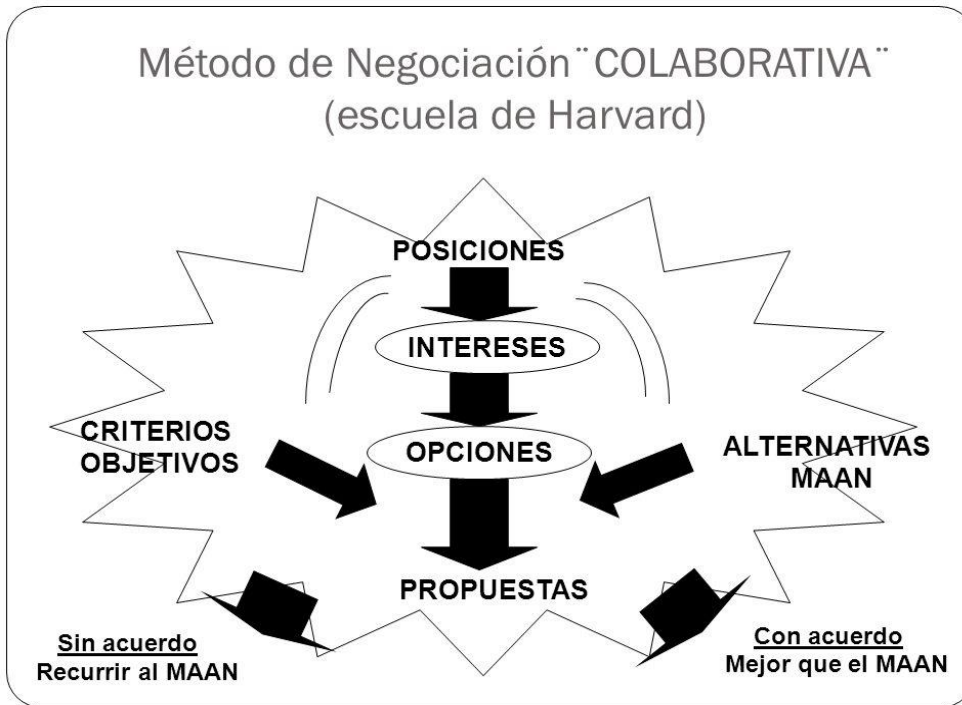 Método de Negociación ¨COLABORATIVA¨
(escuela de Harvard)
POSICIONES
INTERESES
CRITERIOS
OBJETIVOS
OPCIONES
ALTERNATIVAS
MAAN
PROPUESTAS
Sin acuerdo
Recurrir al MAAN
Con acuerdo
Mejor que el MAAN